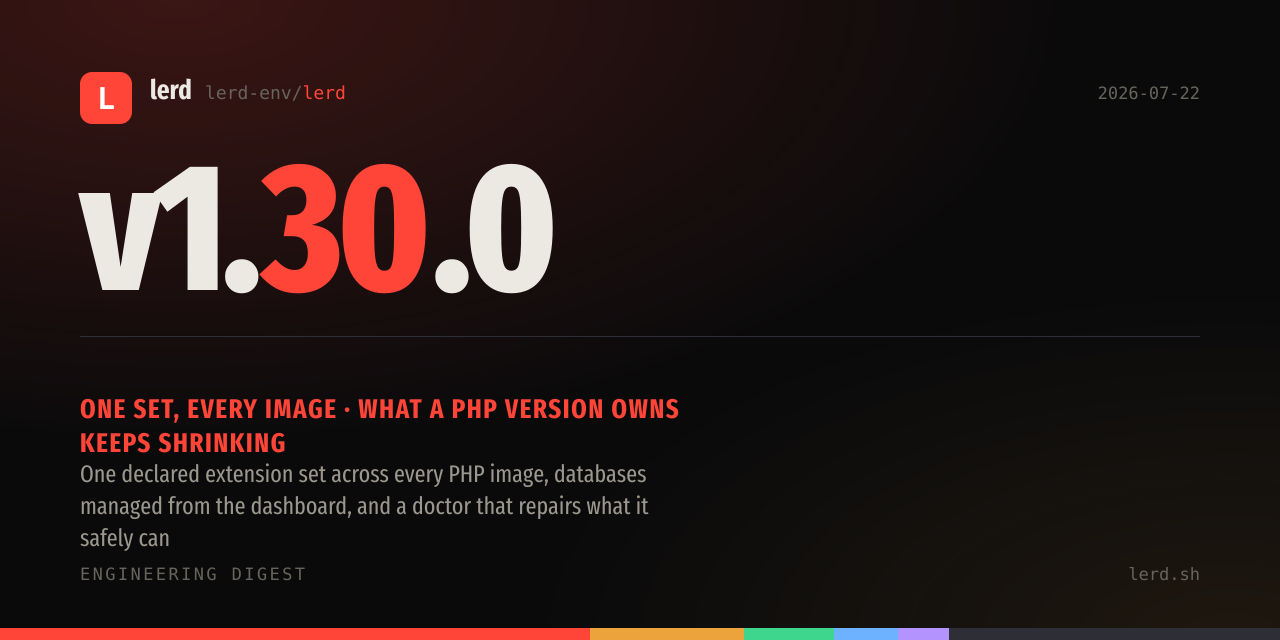 L lerd lerd-env/lerd 2026-07-22
v1.30.0
ONE SET, EVERY IMAGE · WHAT A PHP VERSION OWNS
KEEPS SHRINKING
One declared extension set across every PHP image, databases
managed from the dashboard, and a doctor that repairs what it
safely can
ENGINEERING DIGEST lerd.sh